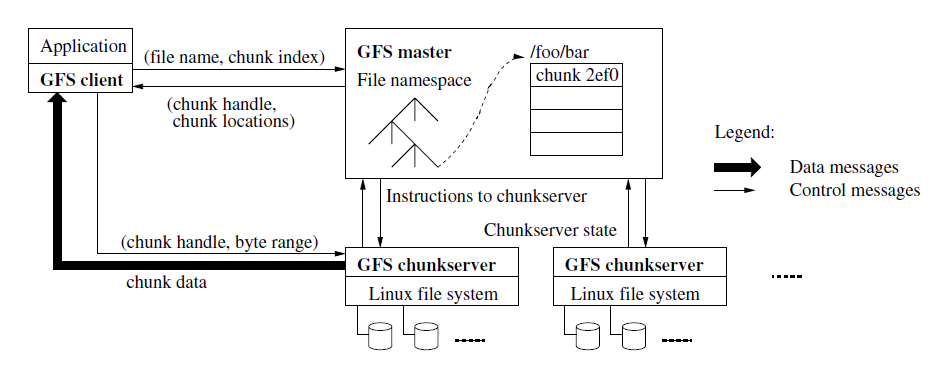 Application
GFS client
(file name, chunk index)
(chunk handle,
chunk locations)
GFS master
File namespace
/foo/bar
chunk 2ef0
Legend:
Data messages
Control messages
Instructions to chunkserver
Chunkserver state
(chunk handle, byte range)
chunk data
GFS chunkserver
Linux file system
GFS chunkserver
Linux file system